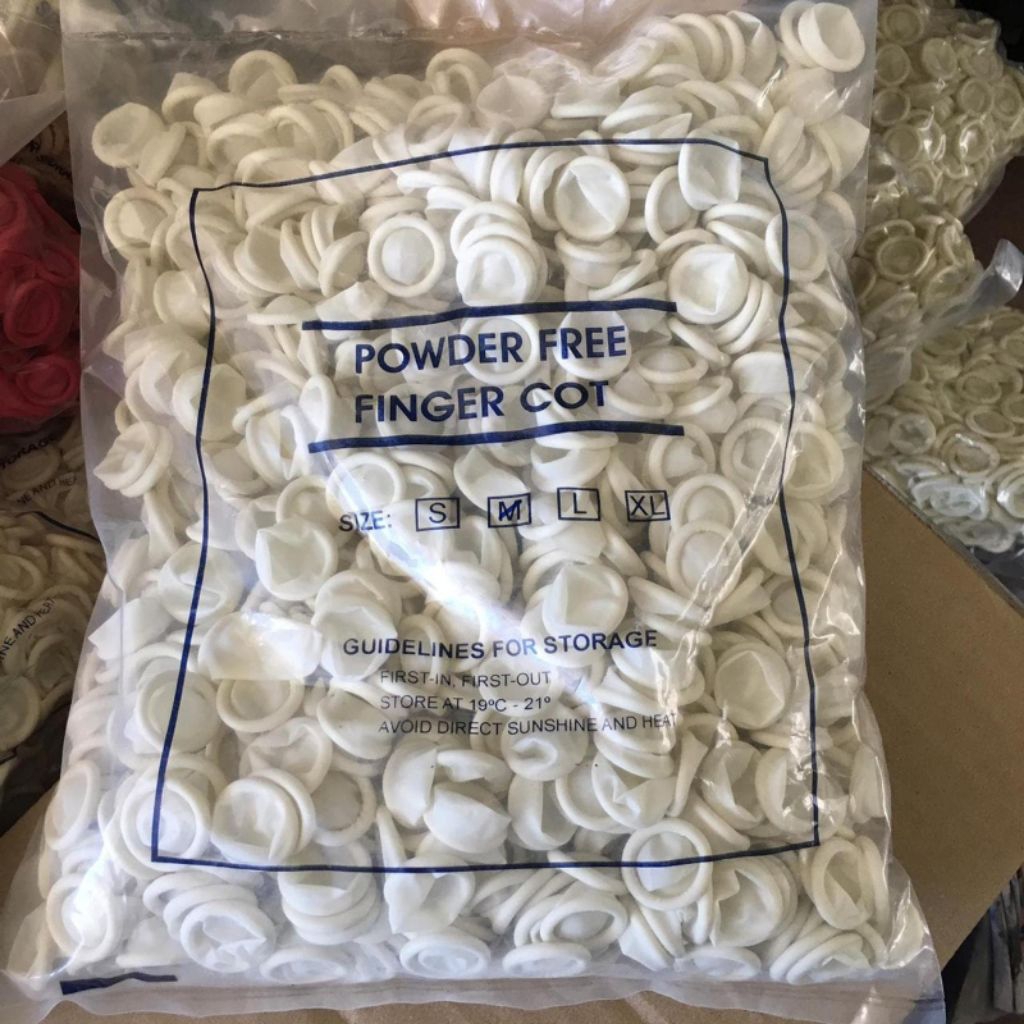 POWDER FREE
FINGER COT
SIZE: S M L XL
GUIDELINES FOR STORAGE
FIRST-IN, FIRST-OUT
STORE AT 19ºC - 21º
AVOID DIRECT SUNSHINE AND HEAT